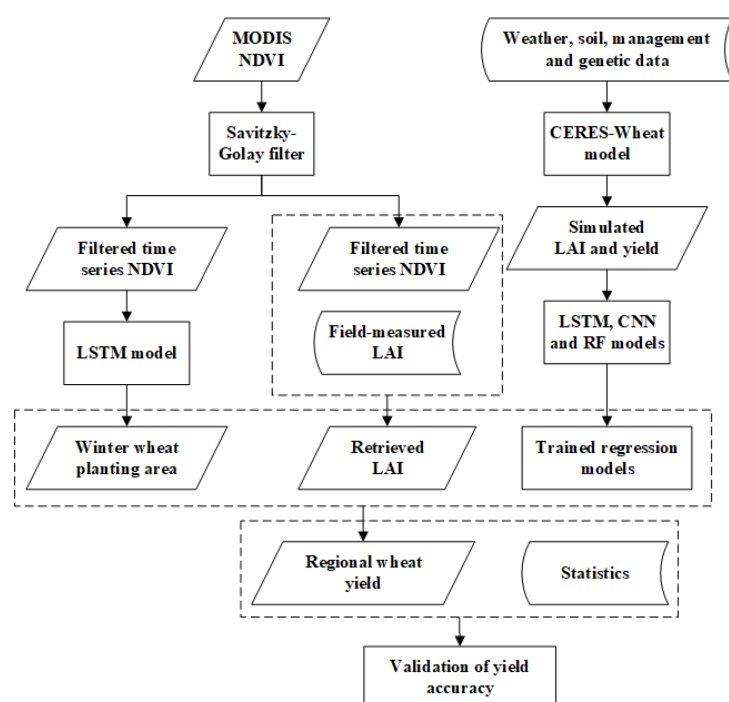 MODIS
NDVI
Weather, soil, management
and genetic data
Savitzky-
Golay filter
CERES-Wheat
model
Filtered time
series NDVI
Filtered time
series NDVI
Simulated
LAI and yield
LSTM model
Field-measured
LAI
LSTM, CNN
and RF models
Winter wheat
planting area
Retrieved
LAI
Trained regression
models
Regional wheat
yield
Statistics
Validation of yield
accuracy